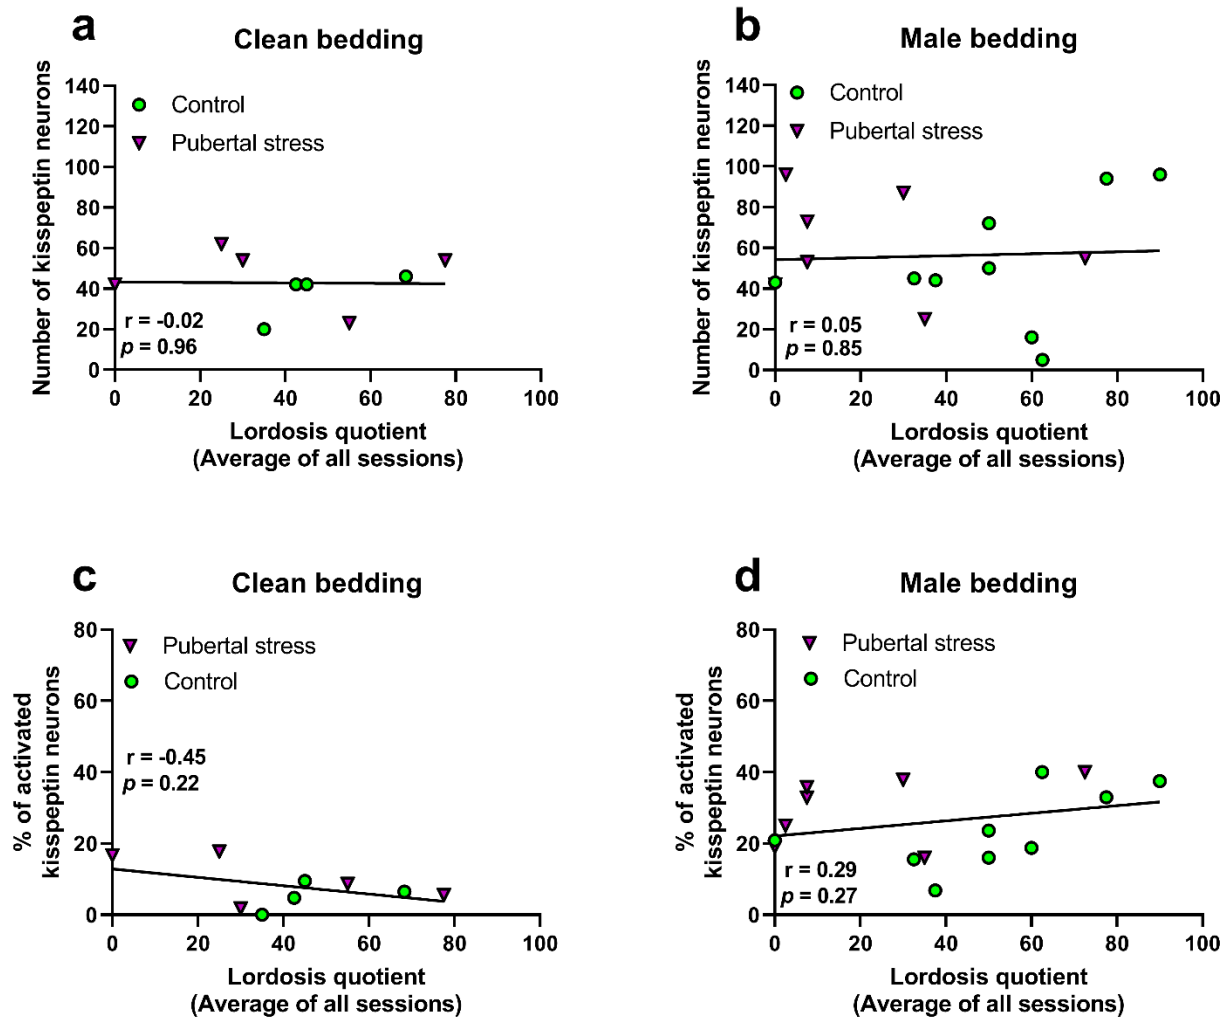 a
Clean bedding
Number of kisspeptin neurons
140
120
100
80
60
40
20
0
Control
Pubertal stress
r = -0.02
p = 0.96
0 20 40 60 80 100
Lordosis quotient
(Average of all sessions)
b
Male bedding
Number of kisspeptin neurons
140
120
100
80
60
40
20
0
Control
Pubertal stress
r = 0.05
p = 0.85
0 20 40 60 80 100
Lordosis quotient
(Average of all sessions)
c
Clean bedding
% of activated
kisspeptin neurons
80
60
40
20
0
Pubertal stress
Control
r = -0.45
p = 0.22
0 20 40 60 80 100
Lordosis quotient
(Average of all sessions)
d
Male bedding
% of activated
kisspeptin neurons
80
60
40
20
0
Pubertal stress
Control
r = 0.29
p = 0.27
0 20 40 60 80 100
Lordosis quotient
(Average of all sessions)